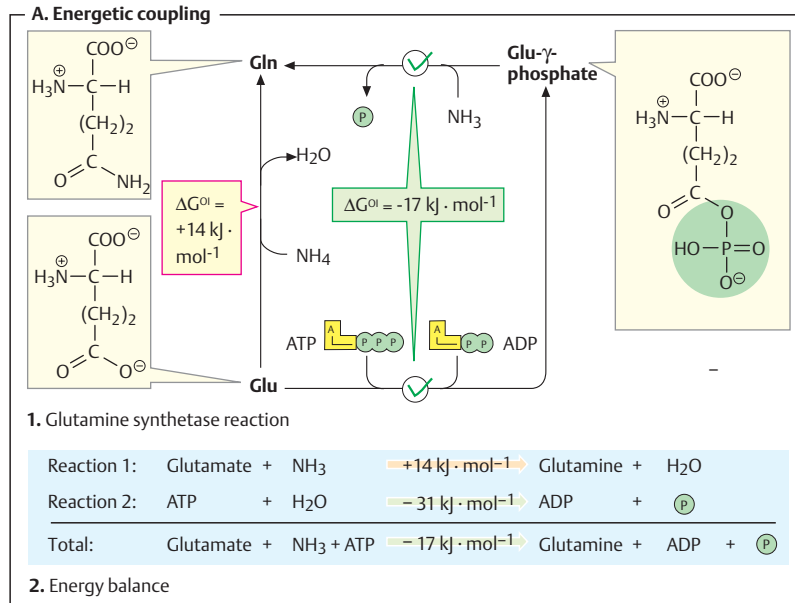 A. Energetic coupling
COO⊖
H₃N⊕–C–H
(CH₂)₂
C
O NH₂
Gln
Glu-γ-
phosphate
P
NH₃
COO⊖
H₃N⊕–C–H
(CH₂)₂
O C
O
HO–P=O
O⊖
H₂O
ΔG⁰ᴵ =
+14 kJ ·
mol⁻¹
NH₄
ΔG⁰ᴵ = -17 kJ · mol⁻¹
COO⊖
H₃N⊕–C–H
(CH₂)₂
C
O O⊖
ATP A P P P A P P ADP
Glu
–
1. Glutamine synthetase reaction
Reaction 1: Glutamate + NH₃ +14 kJ · mol⁻¹ Glutamine + H₂O
Reaction 2: ATP + H₂O – 31 kJ · mol⁻¹ ADP + P
Total: Glutamate + NH₃ + ATP – 17 kJ · mol⁻¹ Glutamine + ADP + P
2. Energy balance